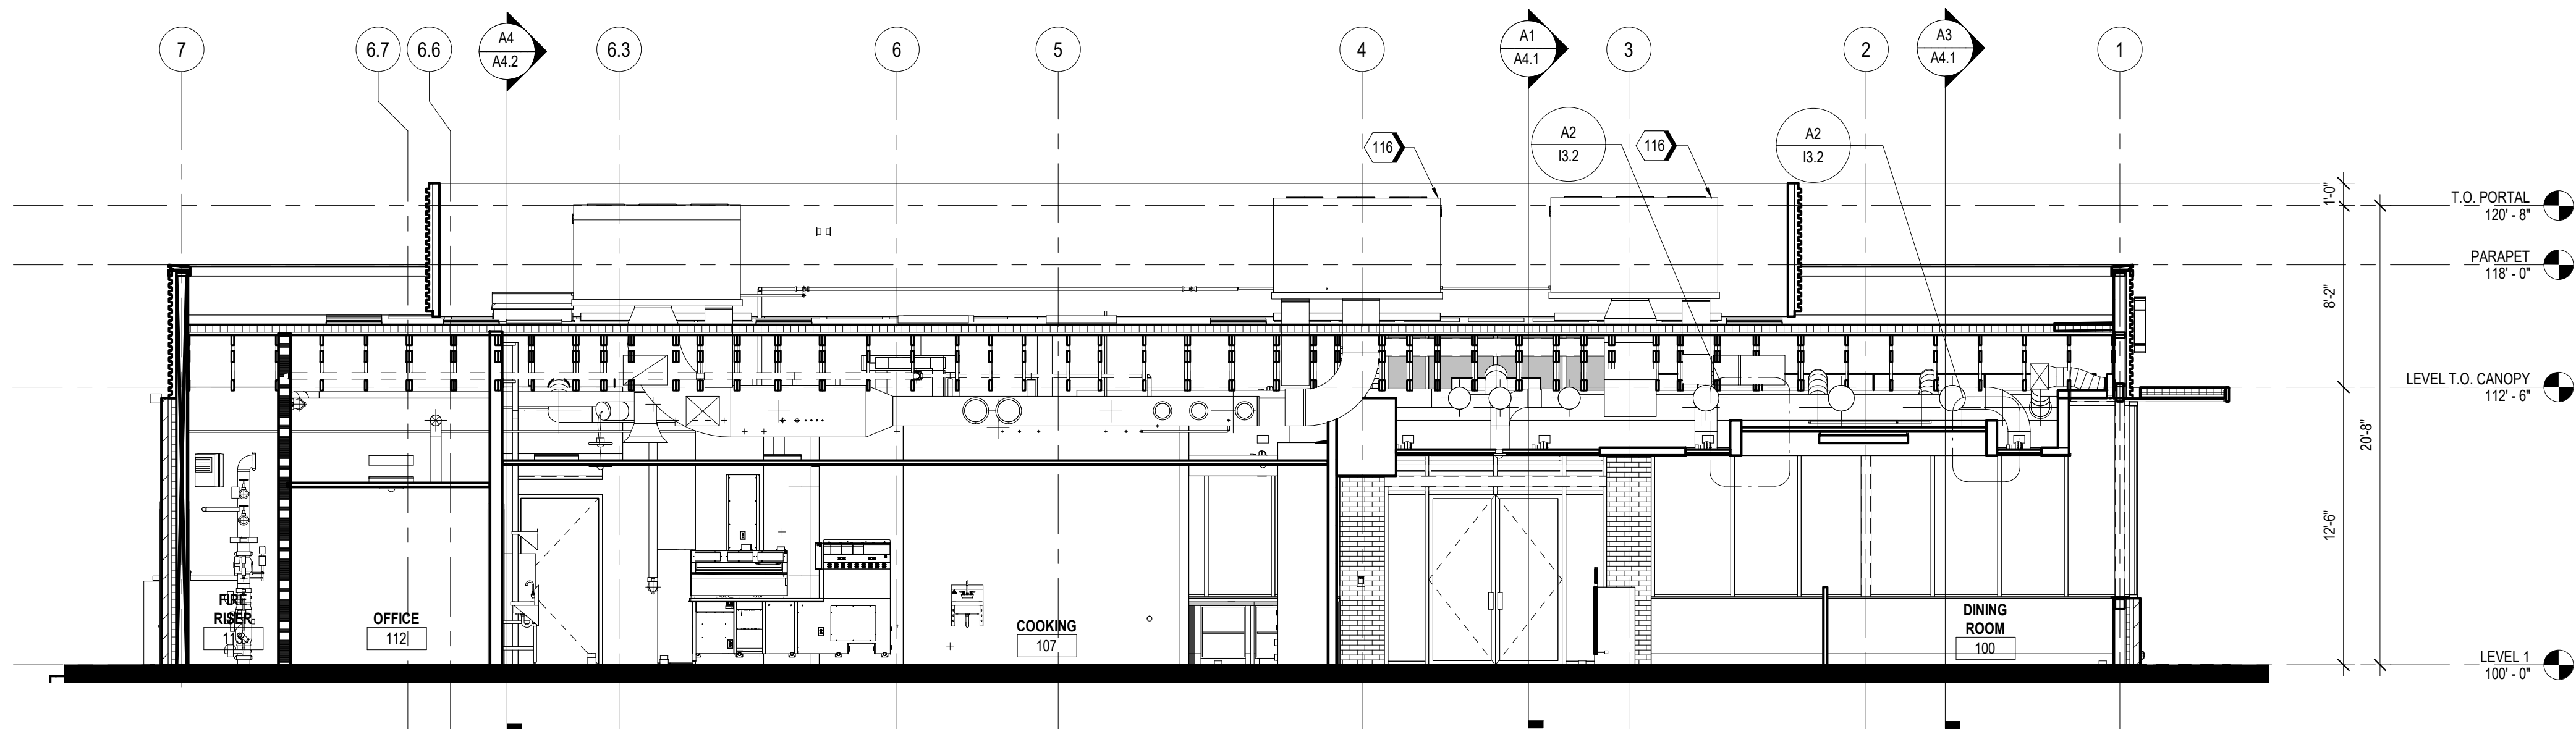 7
6.7
6.6
A4
A4.2
6.3
6
5
4
A1
A4.1
3
2
A3
A4.1
1
116
A2
I3.2
116
A2
I3.2
1'-0"
T.O. PORTAL
120' - 8"
PARAPET
118' - 0"
8'-2"
LEVEL T.O. CANOPY
112' - 6"
20'-8"
12'-6"
FIRE
RISER
113
OFFICE
112
COOKING
107
DINING
ROOM
100
LEVEL 1
100' - 0"